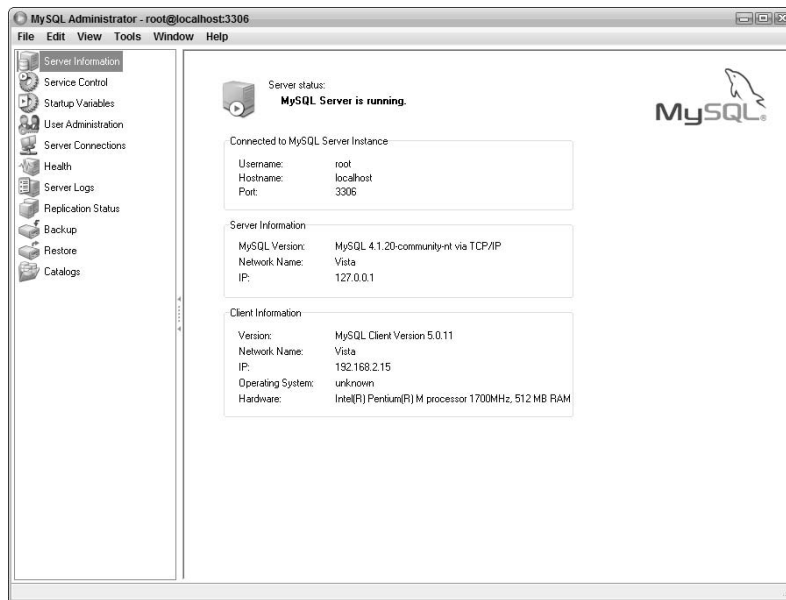 MySQL Administrator - root@localhost:3306
File Edit View Tools Window Help
Server Information
Service Control
Startup Variables
User Administration
Server Connections
Health
Server Logs
Replication Status
Backup
Restore
Catalogs
Server status:
MySQL Server is running.
MySQL®
Connected to MySQL Server Instance
Username: root
Hostname: localhost
Port: 3306
Server Information
MySQL Version: MySQL 4.1.20-community-nt via TCP/IP
Network Name: Vista
IP: 127.0.0.1
Client Information
Version: MySQL Client Version 5.0.11
Network Name: Vista
IP: 192.168.2.15
Operating System: unknown
Hardware: Intel(R) Pentium(R) M processor 1700MHz, 512 MB RAM